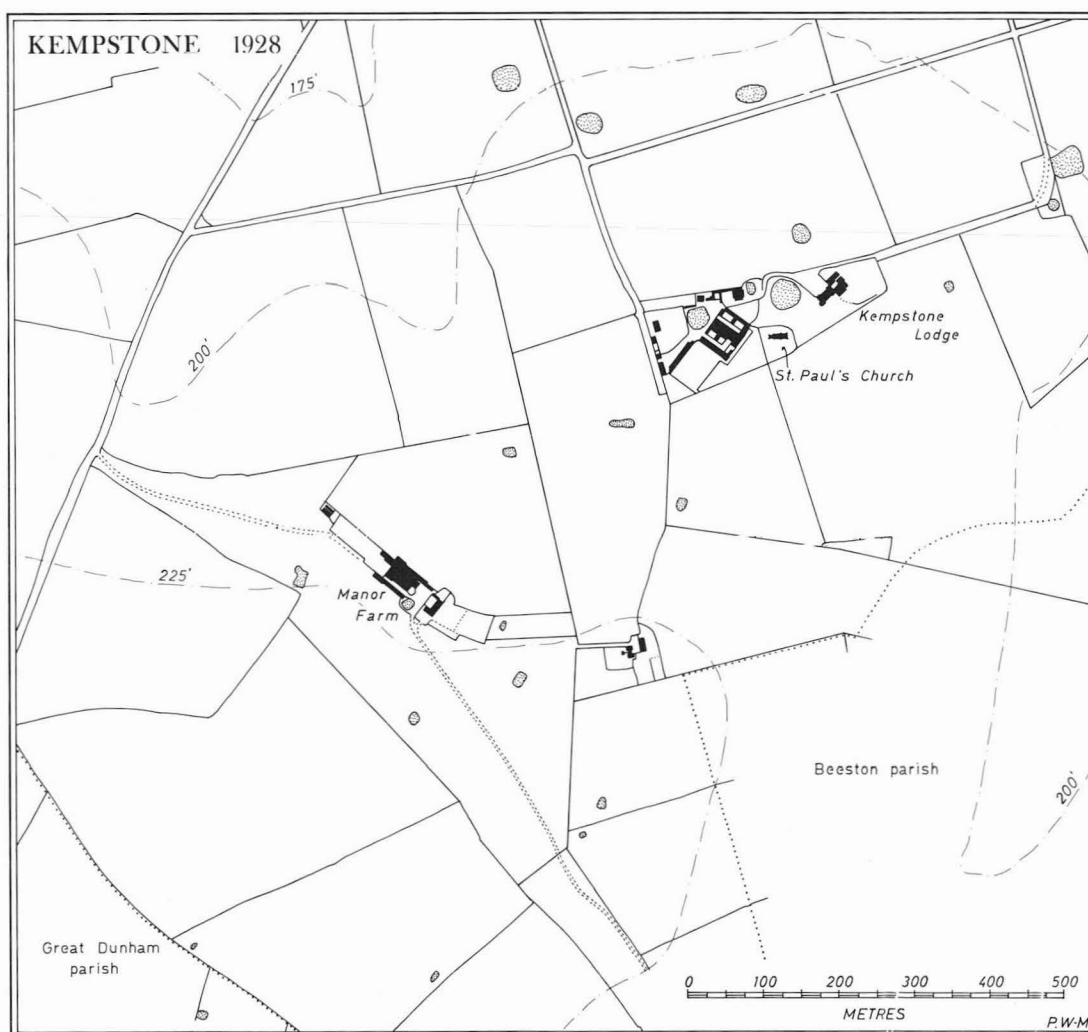 KEMPSTONE 1928
175'
200'
Kempstone
Lodge
St. Paul's Church
225'
Manor
Farm
Beeston parish
200'
Great Dunham
parish
0 100 200 300 400 500
METRES
P.W-M